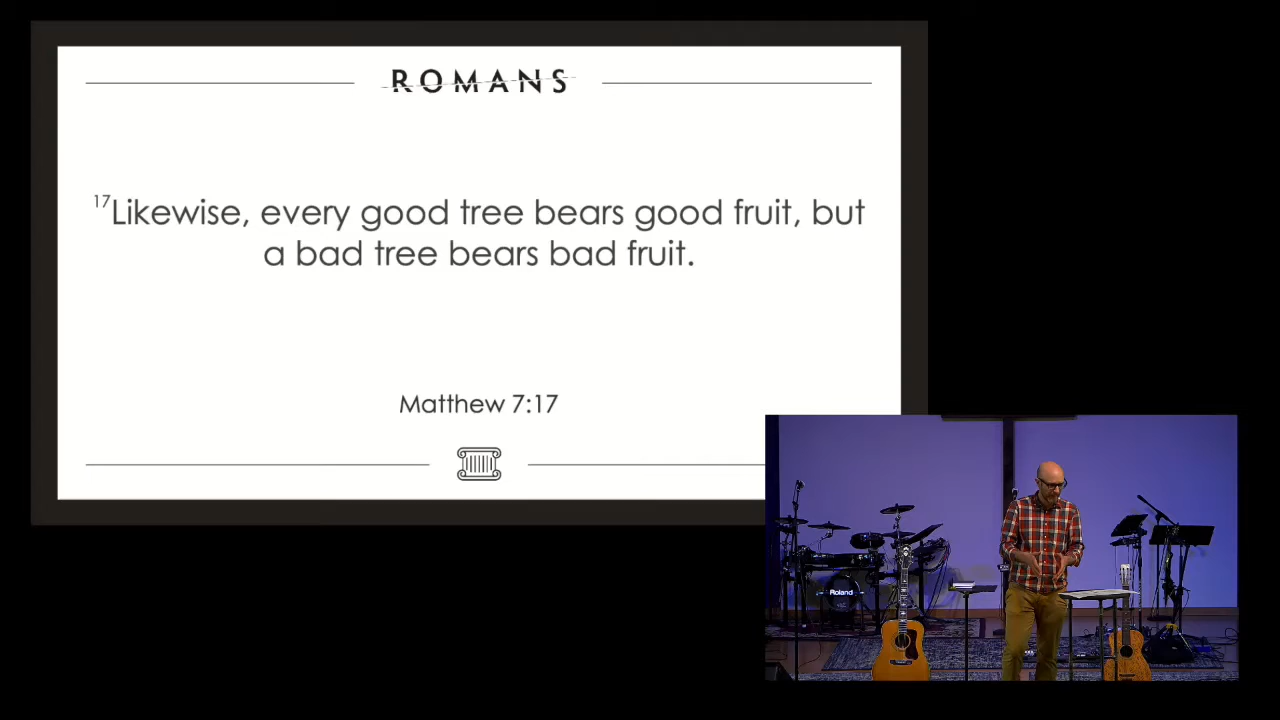 ROMANS
17Likewise, every good tree bears good fruit, but
a bad tree bears bad fruit.
Matthew 7:17
Roland